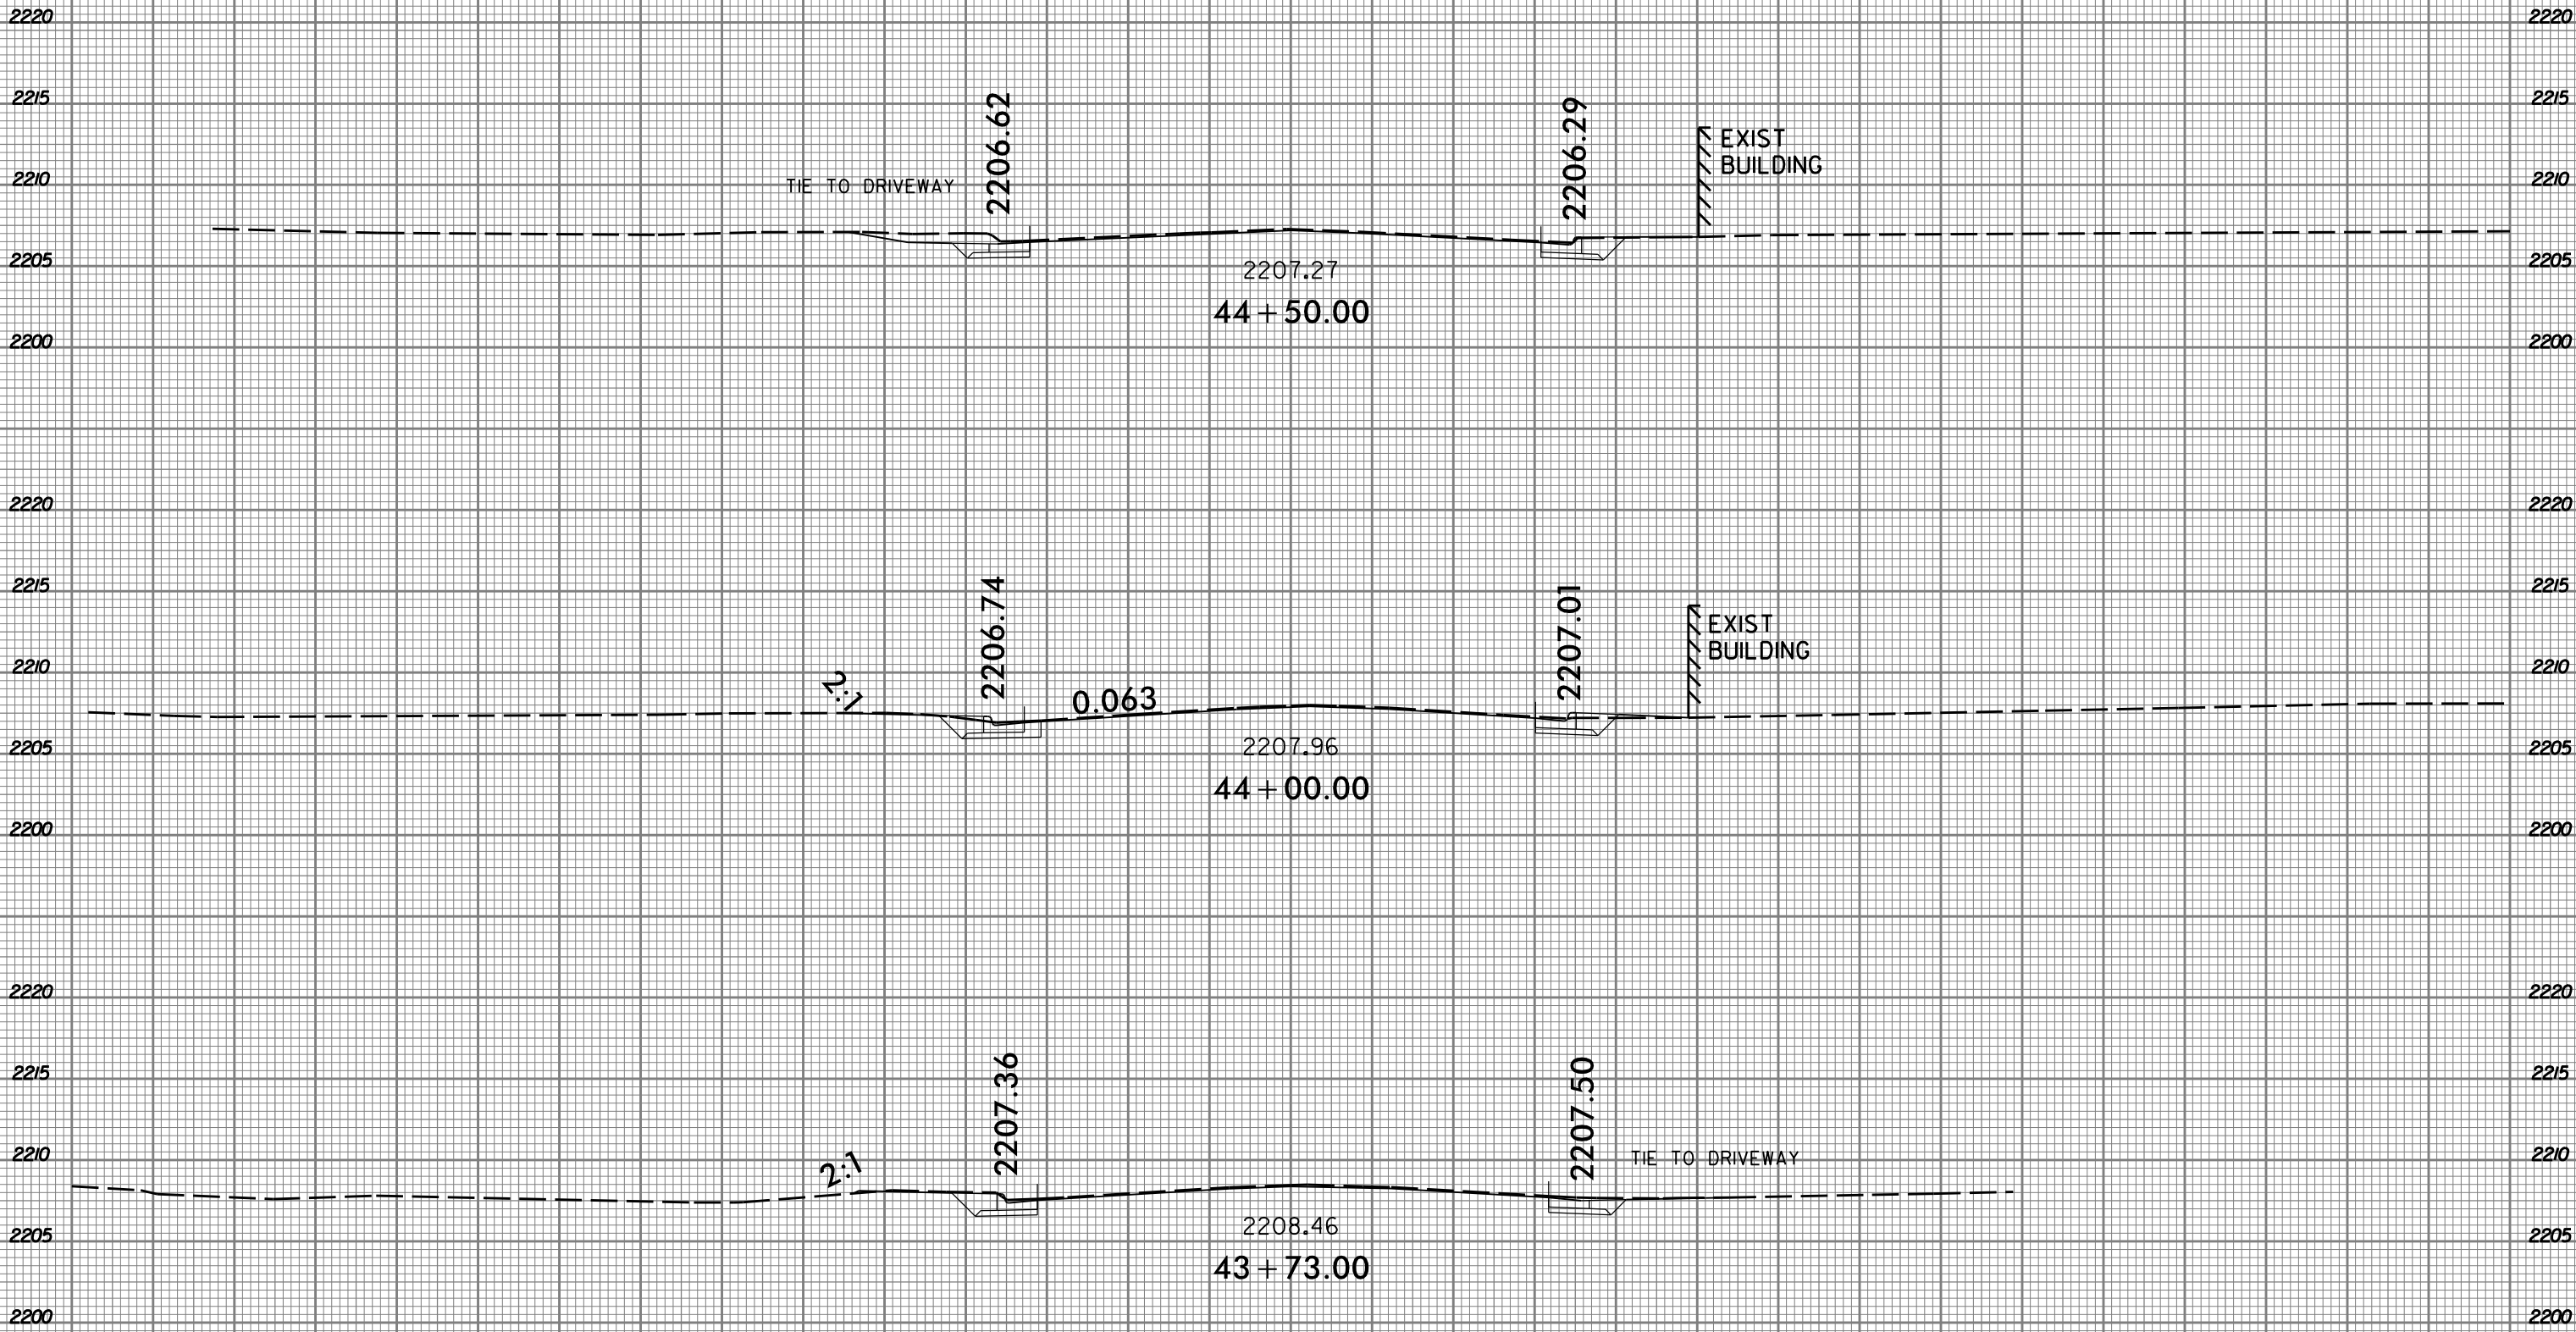 2220 2220
2215 2215
2206.62 2206.29
EXIST
BUILDING
2210 TIE TO DRIVEWAY 2210
2205 2205
2207.27
44+50.00
2200 2200
2220 2220
2215 2215
2206.74 2207.01
EXIST
BUILDING
2210 2210
2:1 0.063
2205 2207.96 2205
44+00.00
2200 2200
2220 2220
2215 2215
2207.36 2207.50
2210 TIE TO DRIVEWAY 2210
2:1
2205 2208.46 2205
43+73.00
2200 2200